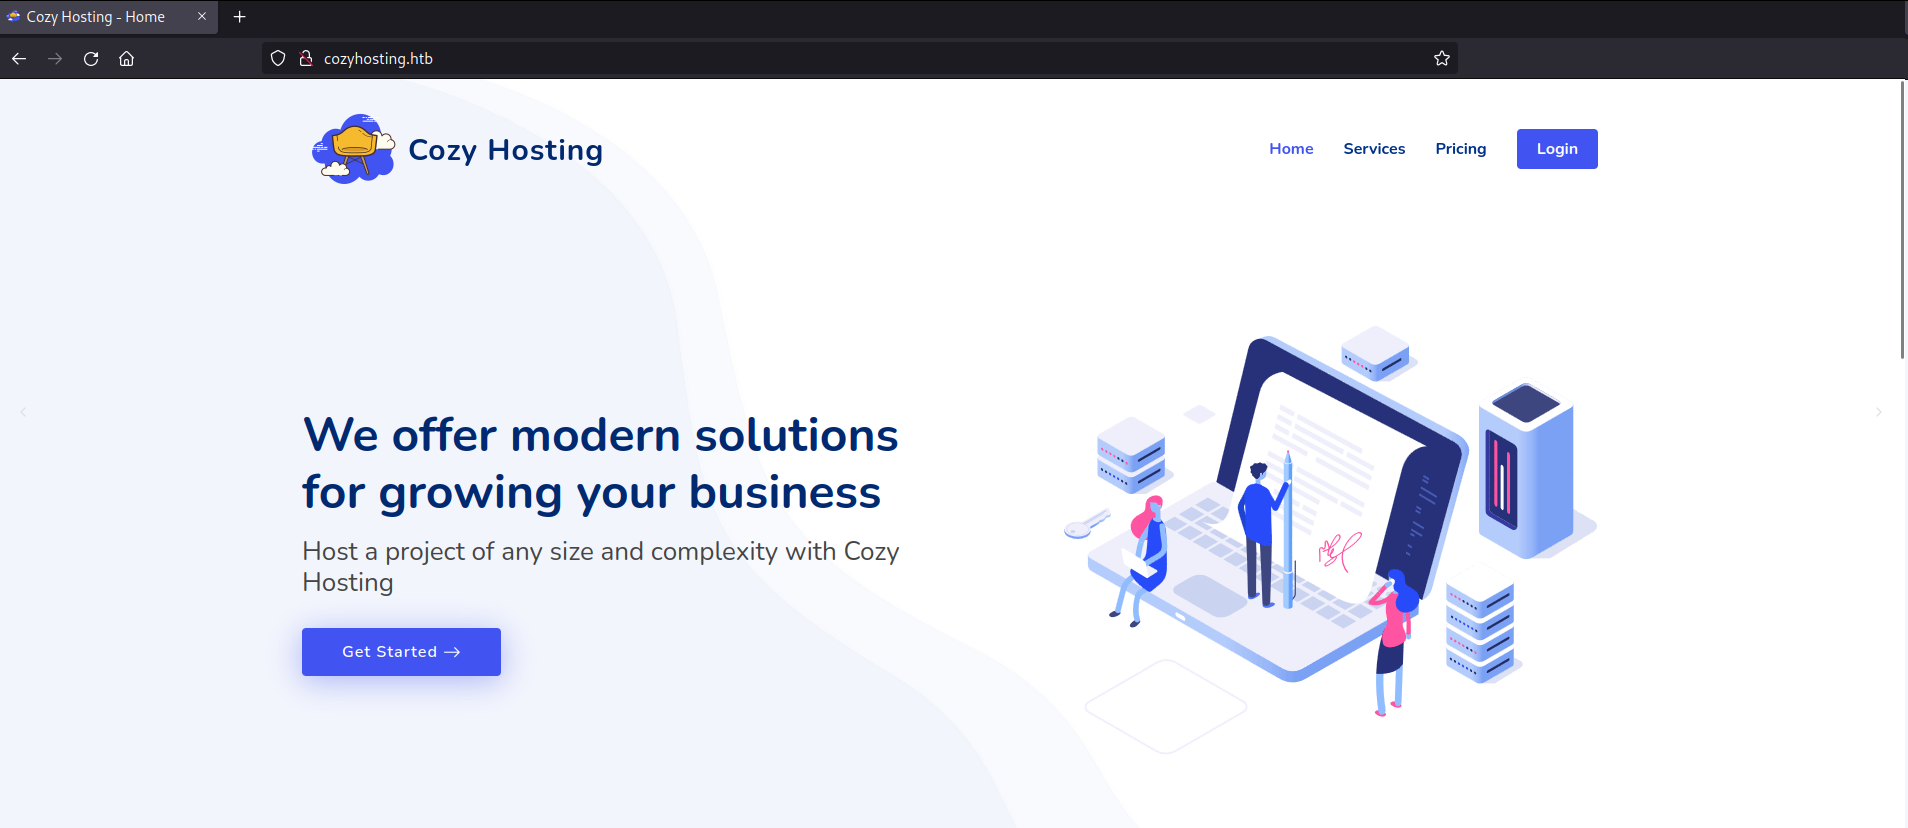 Cozy Hosting - Home
cozyhosting.htb
Cozy Hosting
Home Services Pricing Login
We offer modern solutions
for growing your business
Host a project of any size and complexity with Cozy
Hosting
Get Started →